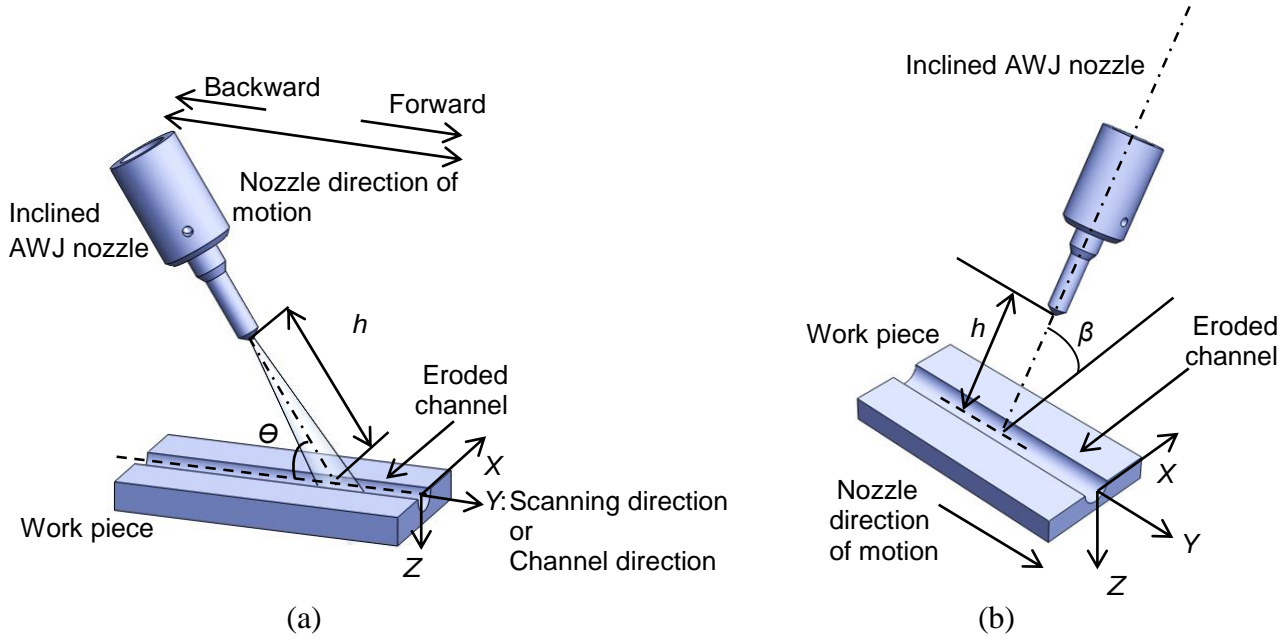 Backward
Forward
Nozzle direction of
motion
Inclined
AWJ nozzle
h
Eroded
channel
ϴ
X
Y: Scanning direction
or
Channel direction
Work piece
Z
(a)
Inclined AWJ nozzle
Work piece
h
β
Eroded
channel
X
Nozzle
direction
of motion
Y
Z
(b)